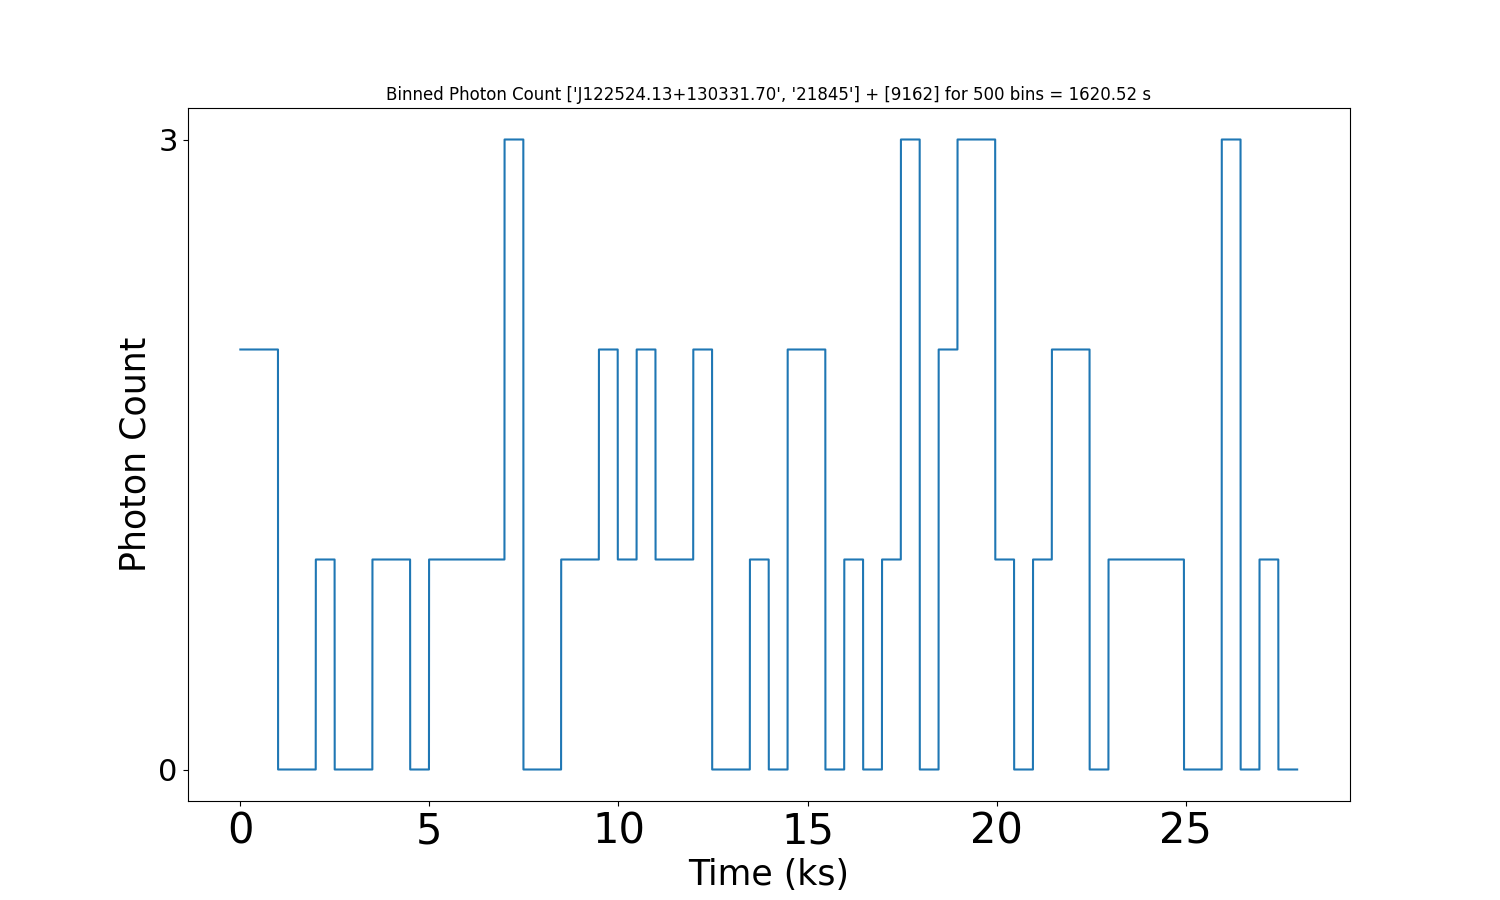 Binned Photon Count ['J122524.13+130331.70', '21845'] + [9162] for 500 bins = 1620.52 s
3
Photon Count
0
0 5 10 15 20 25
Time (ks)